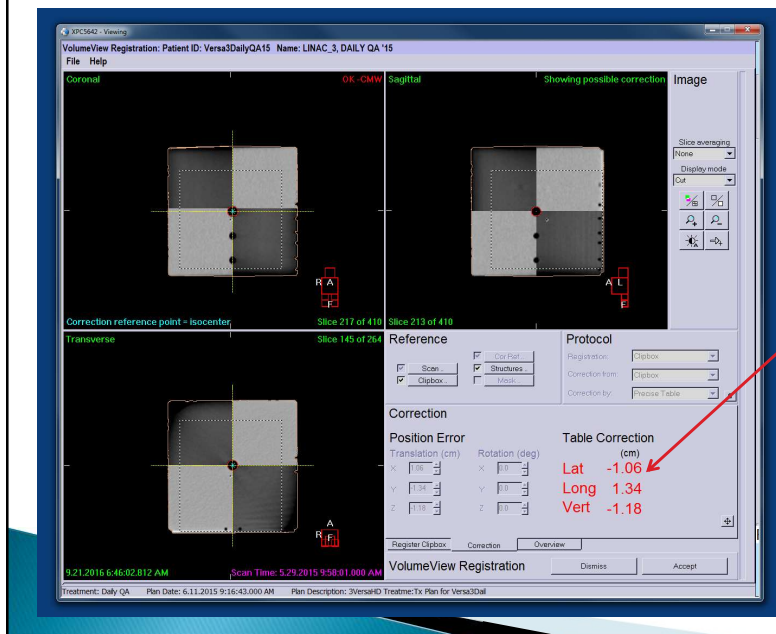 XPC5642 - Viewing
VolumeView Registration: Patient ID: Versa3DailyQA15 Name: LINAC_3, DAILY QA '15
File Help
Coronal OK -CMW
R A
F
Correction reference point = isocenter Slice 217 of 410
Sagittal Showing possible correction
A L
F
Slice 213 of 410
Image
Slice averaging
None
Display mode
Cut
Transverse Slice 145 of 264
A
R F
9.21.2016 6:46:02.812 AM Scan Time: 5.29.2015 9:58:01.000 AM
Reference
Cor Ref...
Scan... Structures...
Clipbox... Mask...
Protocol
Registration: Clipbox
Correction from: Clipbox
Correction by: Precise Table
Correction
Position Error Table Correction
Translation (cm) Rotation (deg) (cm)
X 1.06 X 0.0 Lat -1.06
Y -1.34 Y 0.0 Long 1.34
Z 1.18 Z 0.0 Vert -1.18
Register Clipbox Correction Overview
VolumeView Registration Dismiss Accept
Treatment: Daily QA Plan Date: 6.11.2015 9:16:43.000 AM Plan Description: 3VersaHD Treatme:Tx Plan for Versa3Dail